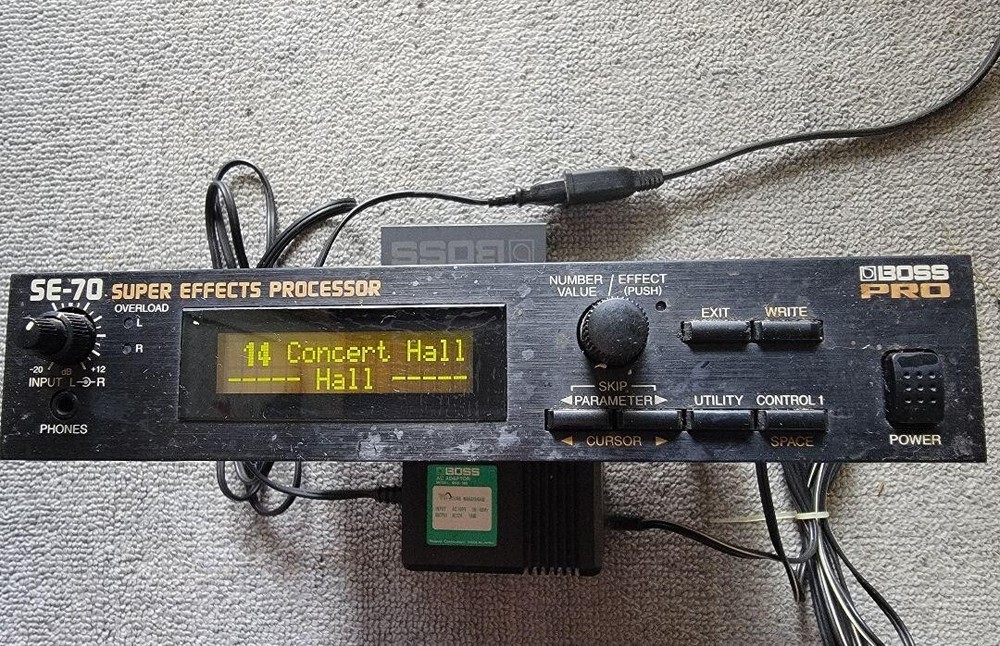 BOSS
SE-70 SUPER EFFECTS PROCESSOR
OVERLOAD
L
R
-20 dB +12
INPUT L R
PHONES
14 Concert Hall
----- Hall -----
NUMBER / EFFECT
VALUE (PUSH)
SKIP
PARAMETER
CURSOR
EXIT WRITE
UTILITY CONTROL 1
SPACE
BOSS
PRO
POWER
BOSS
AC ADAPTOR